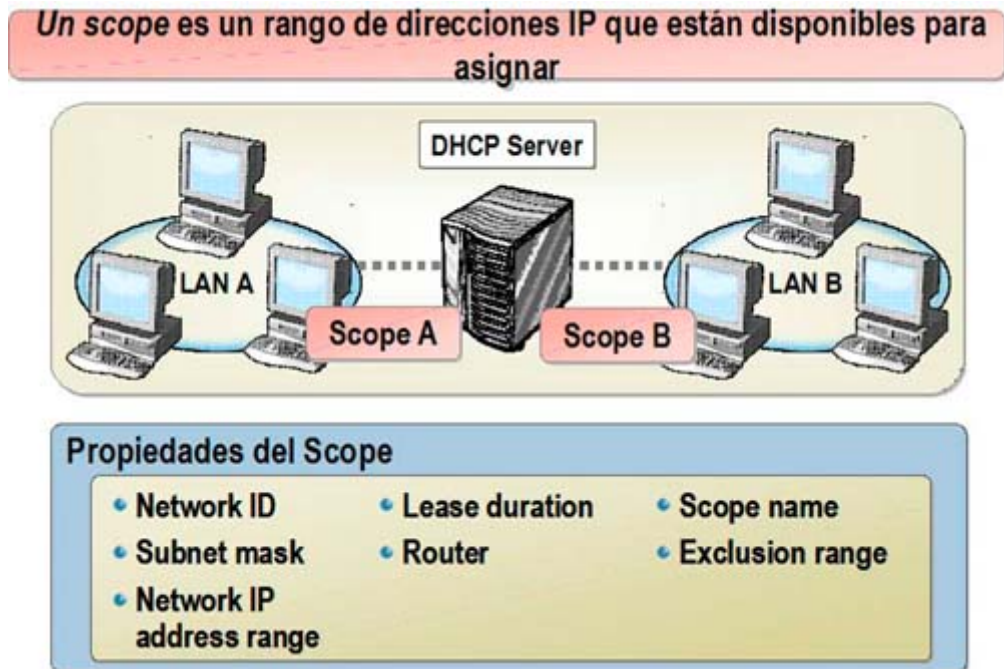 Un scope es un rango de direcciones IP que están disponibles para
asignar
DHCP Server
LAN A
LAN B
Scope A
Scope B
Propiedades del Scope
• Network ID
• Subnet mask
• Network IP
address range
• Lease duration
• Router
• Scope name
• Exclusion range